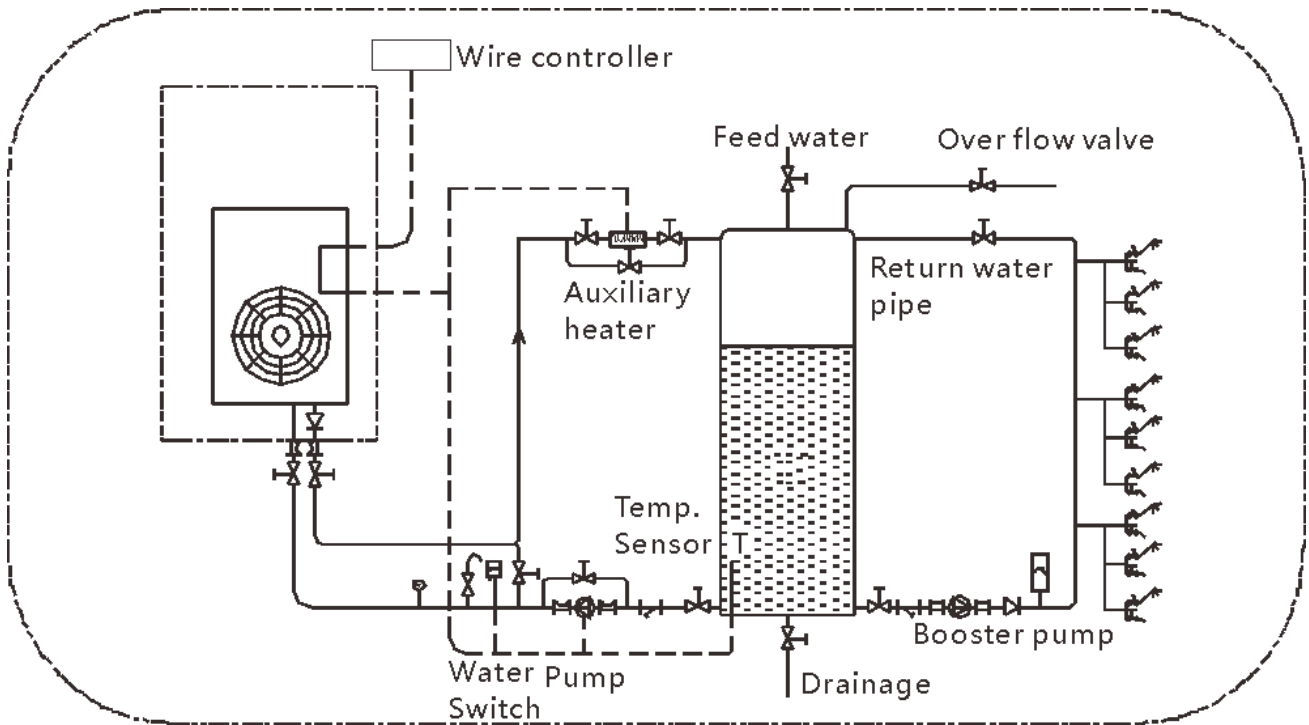 Wire controller
Feed water
Over flow valve
Auxiliary
heater
Return water
pipe
Temp.
Sensor T
Booster pump
Water Pump
Switch
Drainage